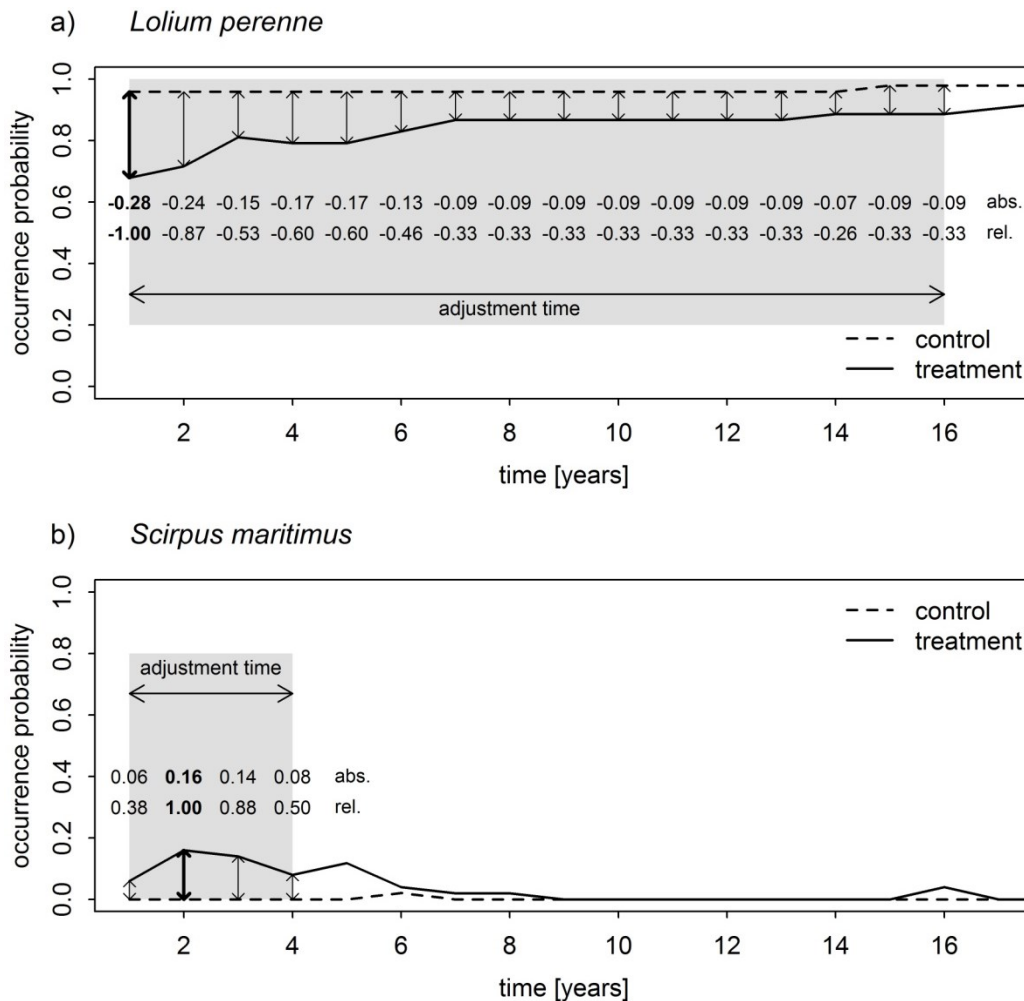 a) Lolium perenne
occurrence probability
1.0
0.8
0.6
0.4
0.2
0.0
-0.28 -0.24 -0.15 -0.17 -0.17 -0.13 -0.09 -0.09 -0.09 -0.09 -0.09 -0.09 -0.09 -0.07 -0.09 -0.09 abs.
-1.00 -0.87 -0.53 -0.60 -0.60 -0.46 -0.33 -0.33 -0.33 -0.33 -0.33 -0.33 -0.33 -0.26 -0.33 -0.33 rel.
adjustment time
control
treatment
2 4 6 8 10 12 14 16
time [years]
b) Scirpus maritimus
occurrence probability
1.0
0.8
0.6
0.4
0.2
0.0
control
treatment
adjustment time
0.06 0.16 0.14 0.08 abs.
0.38 1.00 0.88 0.50 rel.
2 4 6 8 10 12 14 16
time [years]